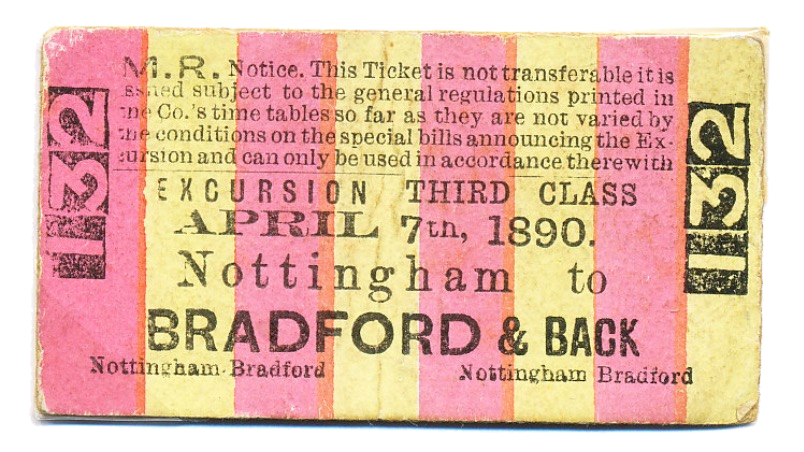 M.R. Notice. This Ticket is not transferable it is
issued subject to the general regulations printed in
the Co.'s time tables so far as they are not varied by
the conditions on the special bills announcing the Ex-
cursion and can only be used in accordance therewith
EXCURSION THIRD CLASS
APRIL 7th, 1890.
Nottingham to
BRADFORD & BACK
Nottingham-Bradford Nottingham Bradford
132
132